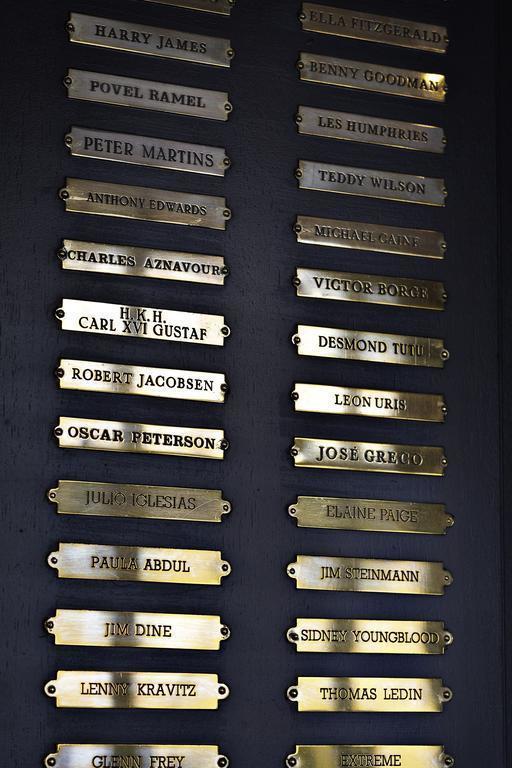 HARRY JAMES
POVEL RAMEL
PETER MARTINS
ANTHONY EDWARDS
CHARLES AZNAVOUR
H.K.H.
CARL XVI GUSTAF
ROBERT JACOBSEN
OSCAR PETERSON
JULIO IGLESIAS
PAULA ABDUL
JIM DINE
LENNY KRAVITZ
GLENN FREY
ELLA FITZGERALD
BENNY GOODMAN
LES HUMPHRIES
TEDDY WILSON
MICHAEL CAINE
VICTOR BORGE
DESMOND TUTU
LEON URIS
JOSÉ GRECO
ELAINE PAIGE
JIM STEINMANN
SIDNEY YOUNGBLOOD
THOMAS LEDIN
EXTREME